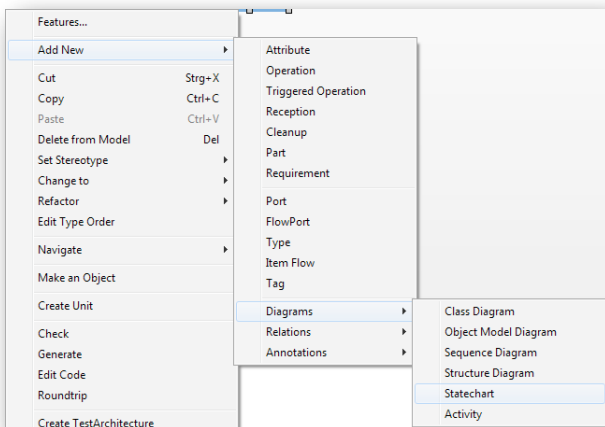 Features...
Add New
Cut Strg+X
Copy Ctrl+C
Paste Ctrl+V
Delete from Model Del
Set Stereotype
Change to
Refactor
Edit Type Order
Navigate
Make an Object
Create Unit
Check
Generate
Edit Code
Roundtrip
Create TestArchitecture
Attribute
Operation
Triggered Operation
Reception
Cleanup
Part
Requirement
Port
FlowPort
Type
Item Flow
Tag
Diagrams
Relations
Annotations
Class Diagram
Object Model Diagram
Sequence Diagram
Structure Diagram
Statechart
Activity